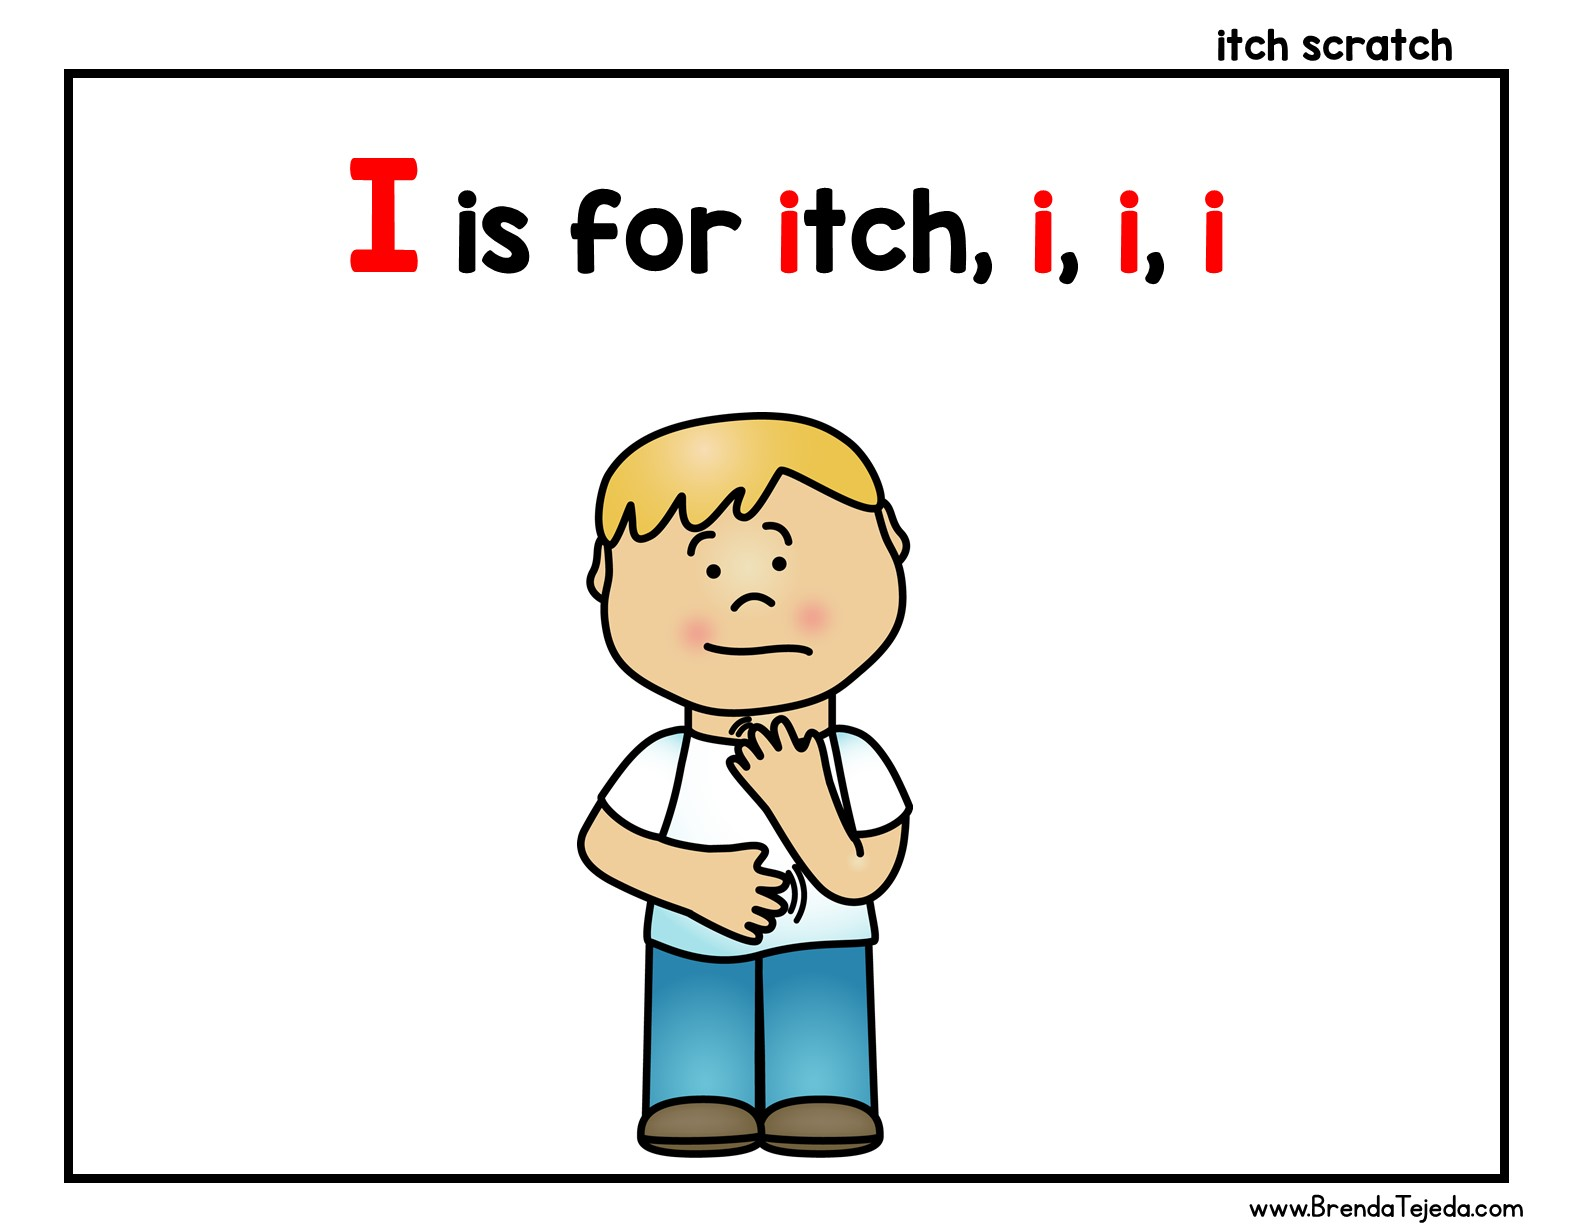 itch scratch
I is for itch, i, i, i
www.BrendaTejeda.com